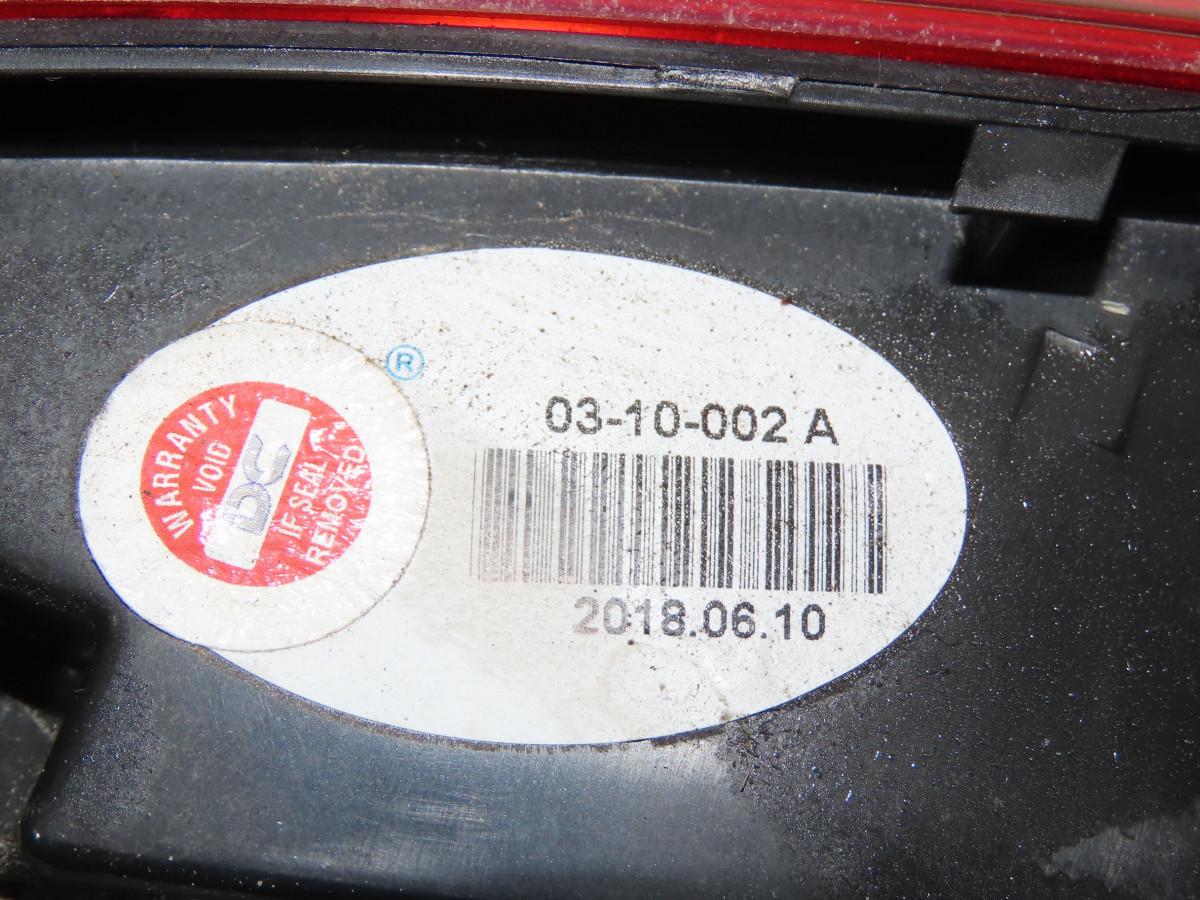 ®
03-10-002 A
2018.06.10
WARRANTY
VOID
IF SEAL
REMOVED